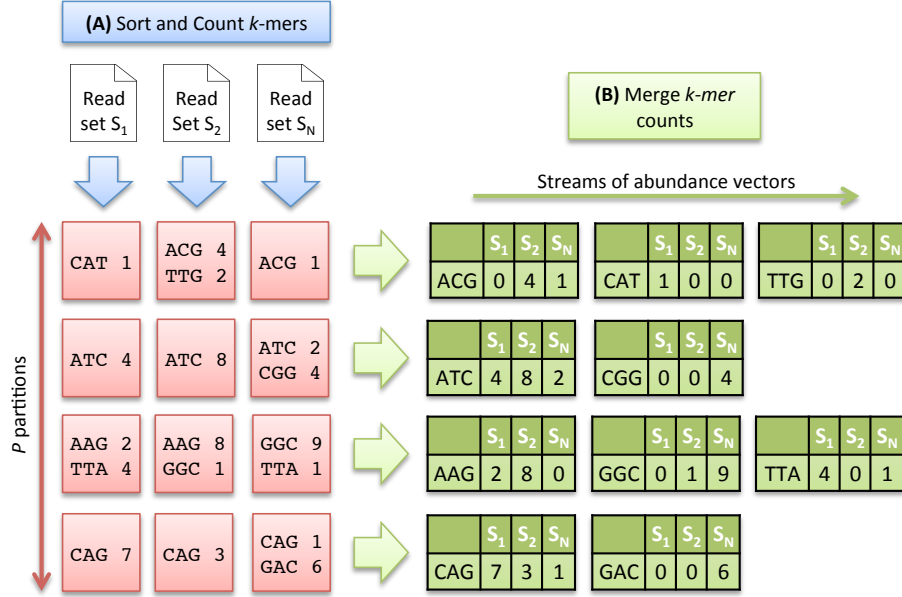 (A) Sort and Count k-mers
Read
set S1
Read
Set S2
Read
set SN
(B) Merge k-mer
counts
Streams of abundance vectors
P partitions
CAT 1
ACG 4
TTG 2
ACG 1
S1 S2 SN
ACG 0 4 1
S1 S2 SN
CAT 1 0 0
S1 S2 SN
TTG 0 2 0
ATC 4
ATC 8
ATC 2
CGG 4
S1 S2 SN
ATC 4 8 2
S1 S2 SN
CGG 0 0 4
AAG 2
TTA 4
AAG 8
GGC 1
GGC 9
TTA 1
S1 S2 SN
AAG 2 8 0
S1 S2 SN
GGC 0 1 9
S1 S2 SN
TTA 4 0 1
CAG 7
CAG 3
CAG 1
GAC 6
S1 S2 SN
CAG 7 3 1
S1 S2 SN
GAC 0 0 6